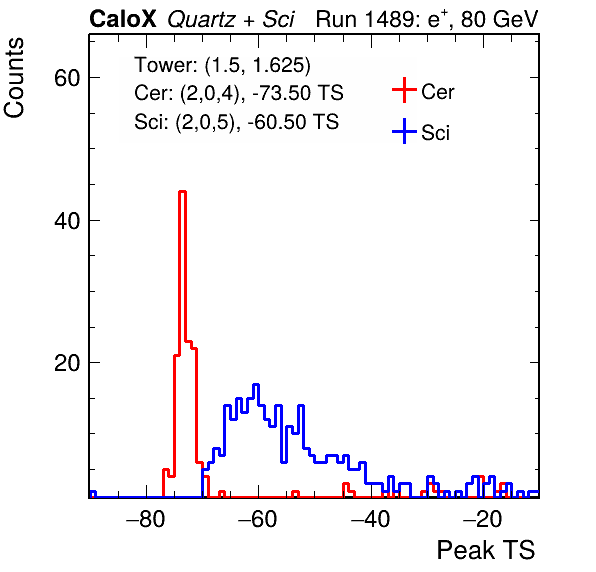 CaloX Quartz + Sci Run 1489: e⁺, 80 GeV
Counts
Tower: (1.5, 1.625)
Cer: (2,0,4), -73.50 TS
Sci: (2,0,5), -60.50 TS
Cer
Sci
60
40
20
−80 −60 −40 −20
Peak TS